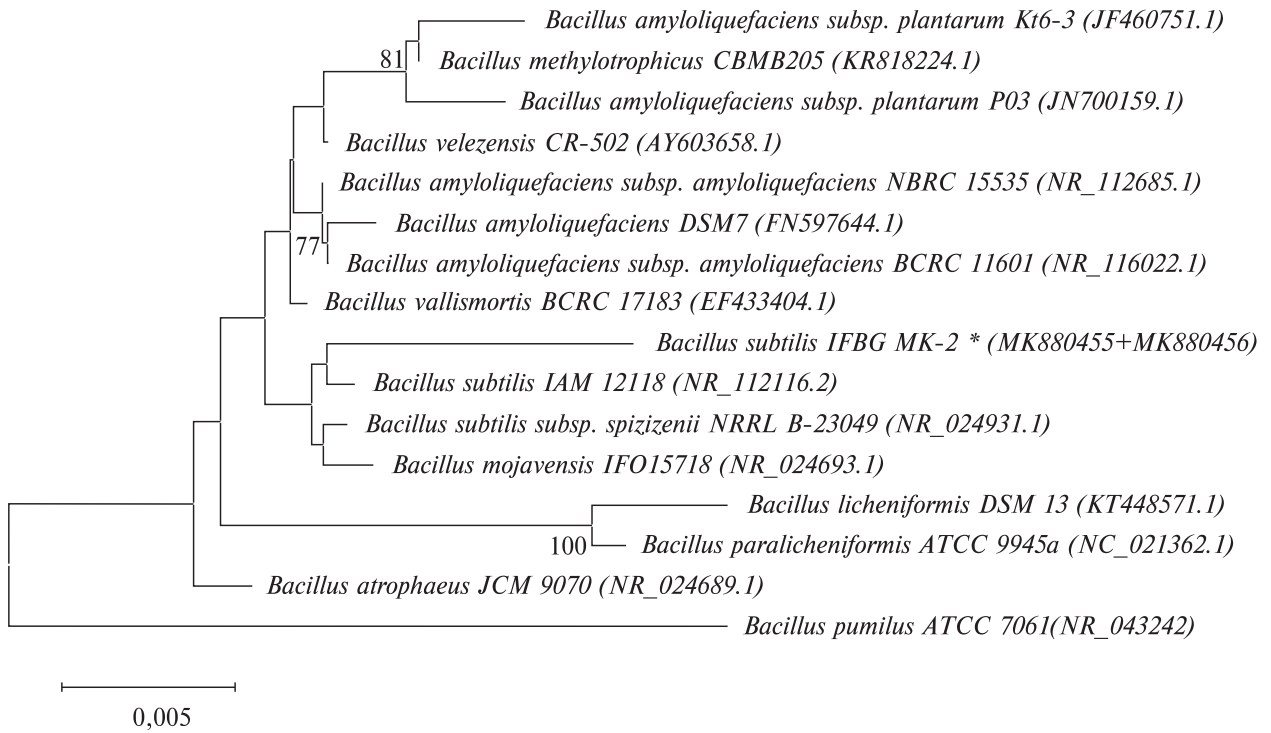 Bacillus amyloliquefaciens subsp. plantarum Kt6-3 (JF460751.1)
81
Bacillus methylotrophicus CBMB205 (KR818224.1)
Bacillus amyloliquefaciens subsp. plantarum P03 (JN700159.1)
Bacillus velezensis CR-502 (AY603658.1)
Bacillus amyloliquefaciens subsp. amyloliquefaciens NBRC 15535 (NR_112685.1)
Bacillus amyloliquefaciens DSM7 (FN597644.1)
77
Bacillus amyloliquefaciens subsp. amyloliquefaciens BCRC 11601 (NR_116022.1)
Bacillus vallismortis BCRC 17183 (EF433404.1)
Bacillus subtilis IFBG MK-2 * (MK880455+MK880456)
Bacillus subtilis IAM 12118 (NR_112116.2)
Bacillus subtilis subsp. spizizenii NRRL B-23049 (NR_024931.1)
Bacillus mojavensis IFO15718 (NR_024693.1)
Bacillus licheniformis DSM 13 (KT448571.1)
100
Bacillus paralicheniformis ATCC 9945a (NC_021362.1)
Bacillus atrophaeus JCM 9070 (NR_024689.1)
Bacillus pumilus ATCC 7061(NR_043242)
0,005